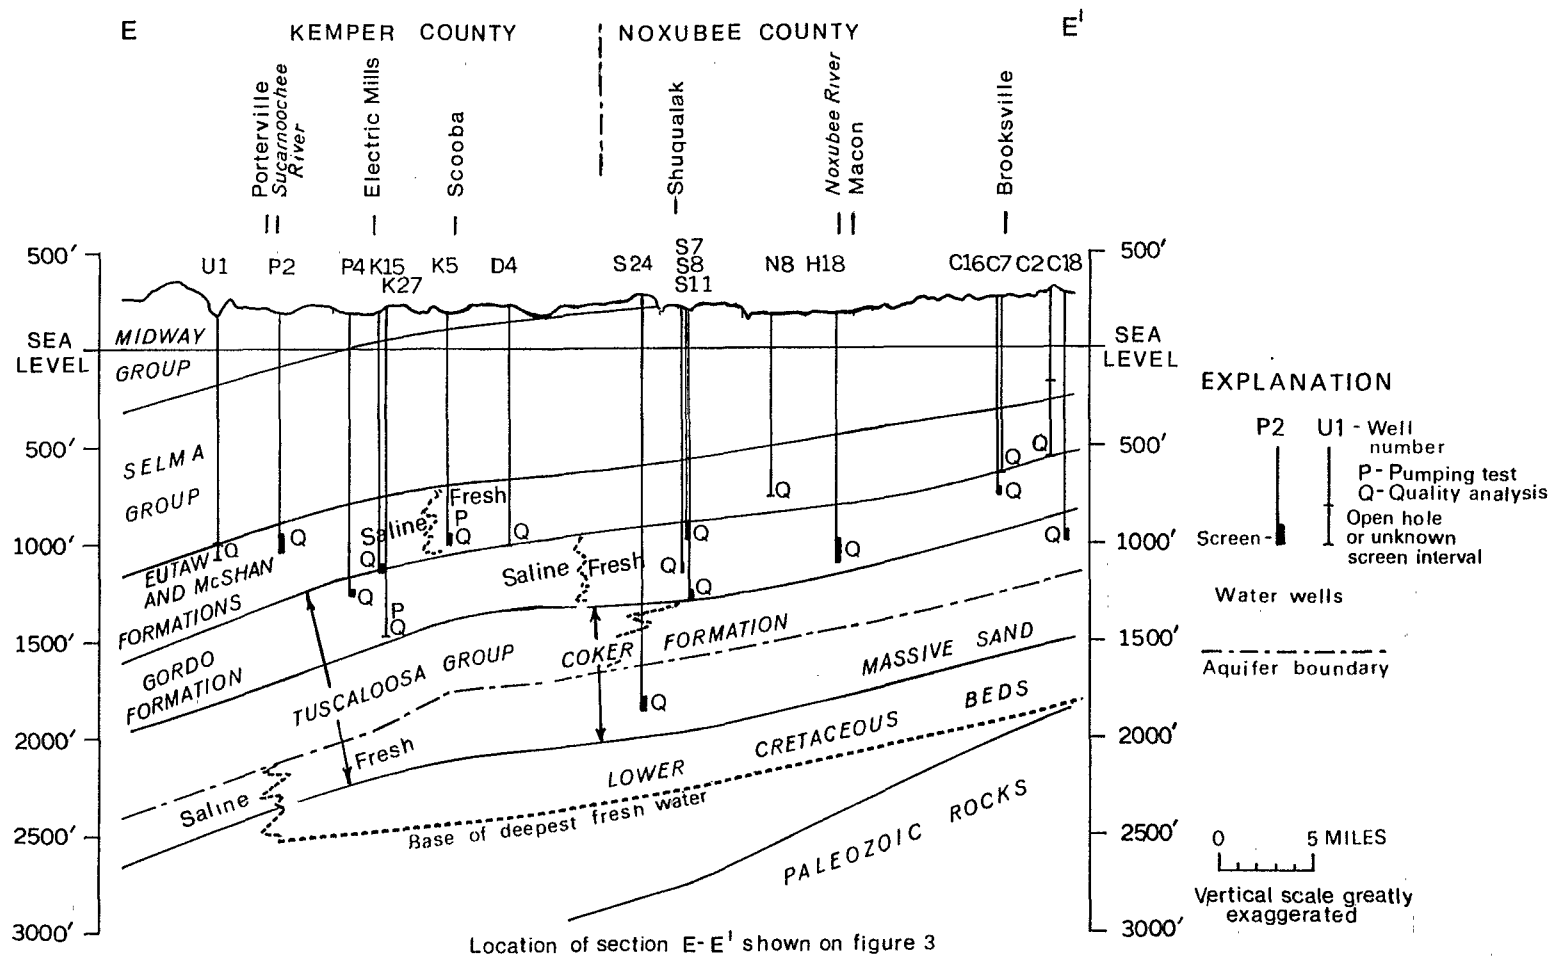 E
KEMPER COUNTY
NOXUBEE COUNTY
E'
Porterville
Sucarnoochee
River
Electric Mills
Scooba
Shuqualak
Noxubee River
Macon
Brooksville
500'
U1
P2
P4
K15
K27
K5
D4
S24
S7
S8
S11
N8
H18
C16
C7
C2
C18
500'
SEA
LEVEL
MIDWAY
GROUP
SEA
LEVEL
500'
SELMA
GROUP
500'
1000'
EUTAW
AND McSHAN
FORMATIONS
Q
Q
Saline
Fresh
P
Q
Q
Q
Q
Q
Q
Q
Q
Q
1000'
Saline
Fresh
Q
Q
Q
Q
P
Q
1500'
GORDO
FORMATION
TUSCALOOSA GROUP
COKER FORMATION
MASSIVE SAND
1500'
Q
2000'
Fresh
Saline
LOWER CRETACEOUS BEDS
2000'
2500'
Base of deepest fresh water
PALEOZOIC ROCKS
2500'
3000'
3000'
Location of section E-E' shown on figure 3
EXPLANATION
P2
U1 - Well
number
P - Pumping test
Q - Quality analysis
Screen -
Open hole
or unknown
screen interval
Water wells
Aquifer boundary
0 5 MILES
Vertical scale greatly
exaggerated